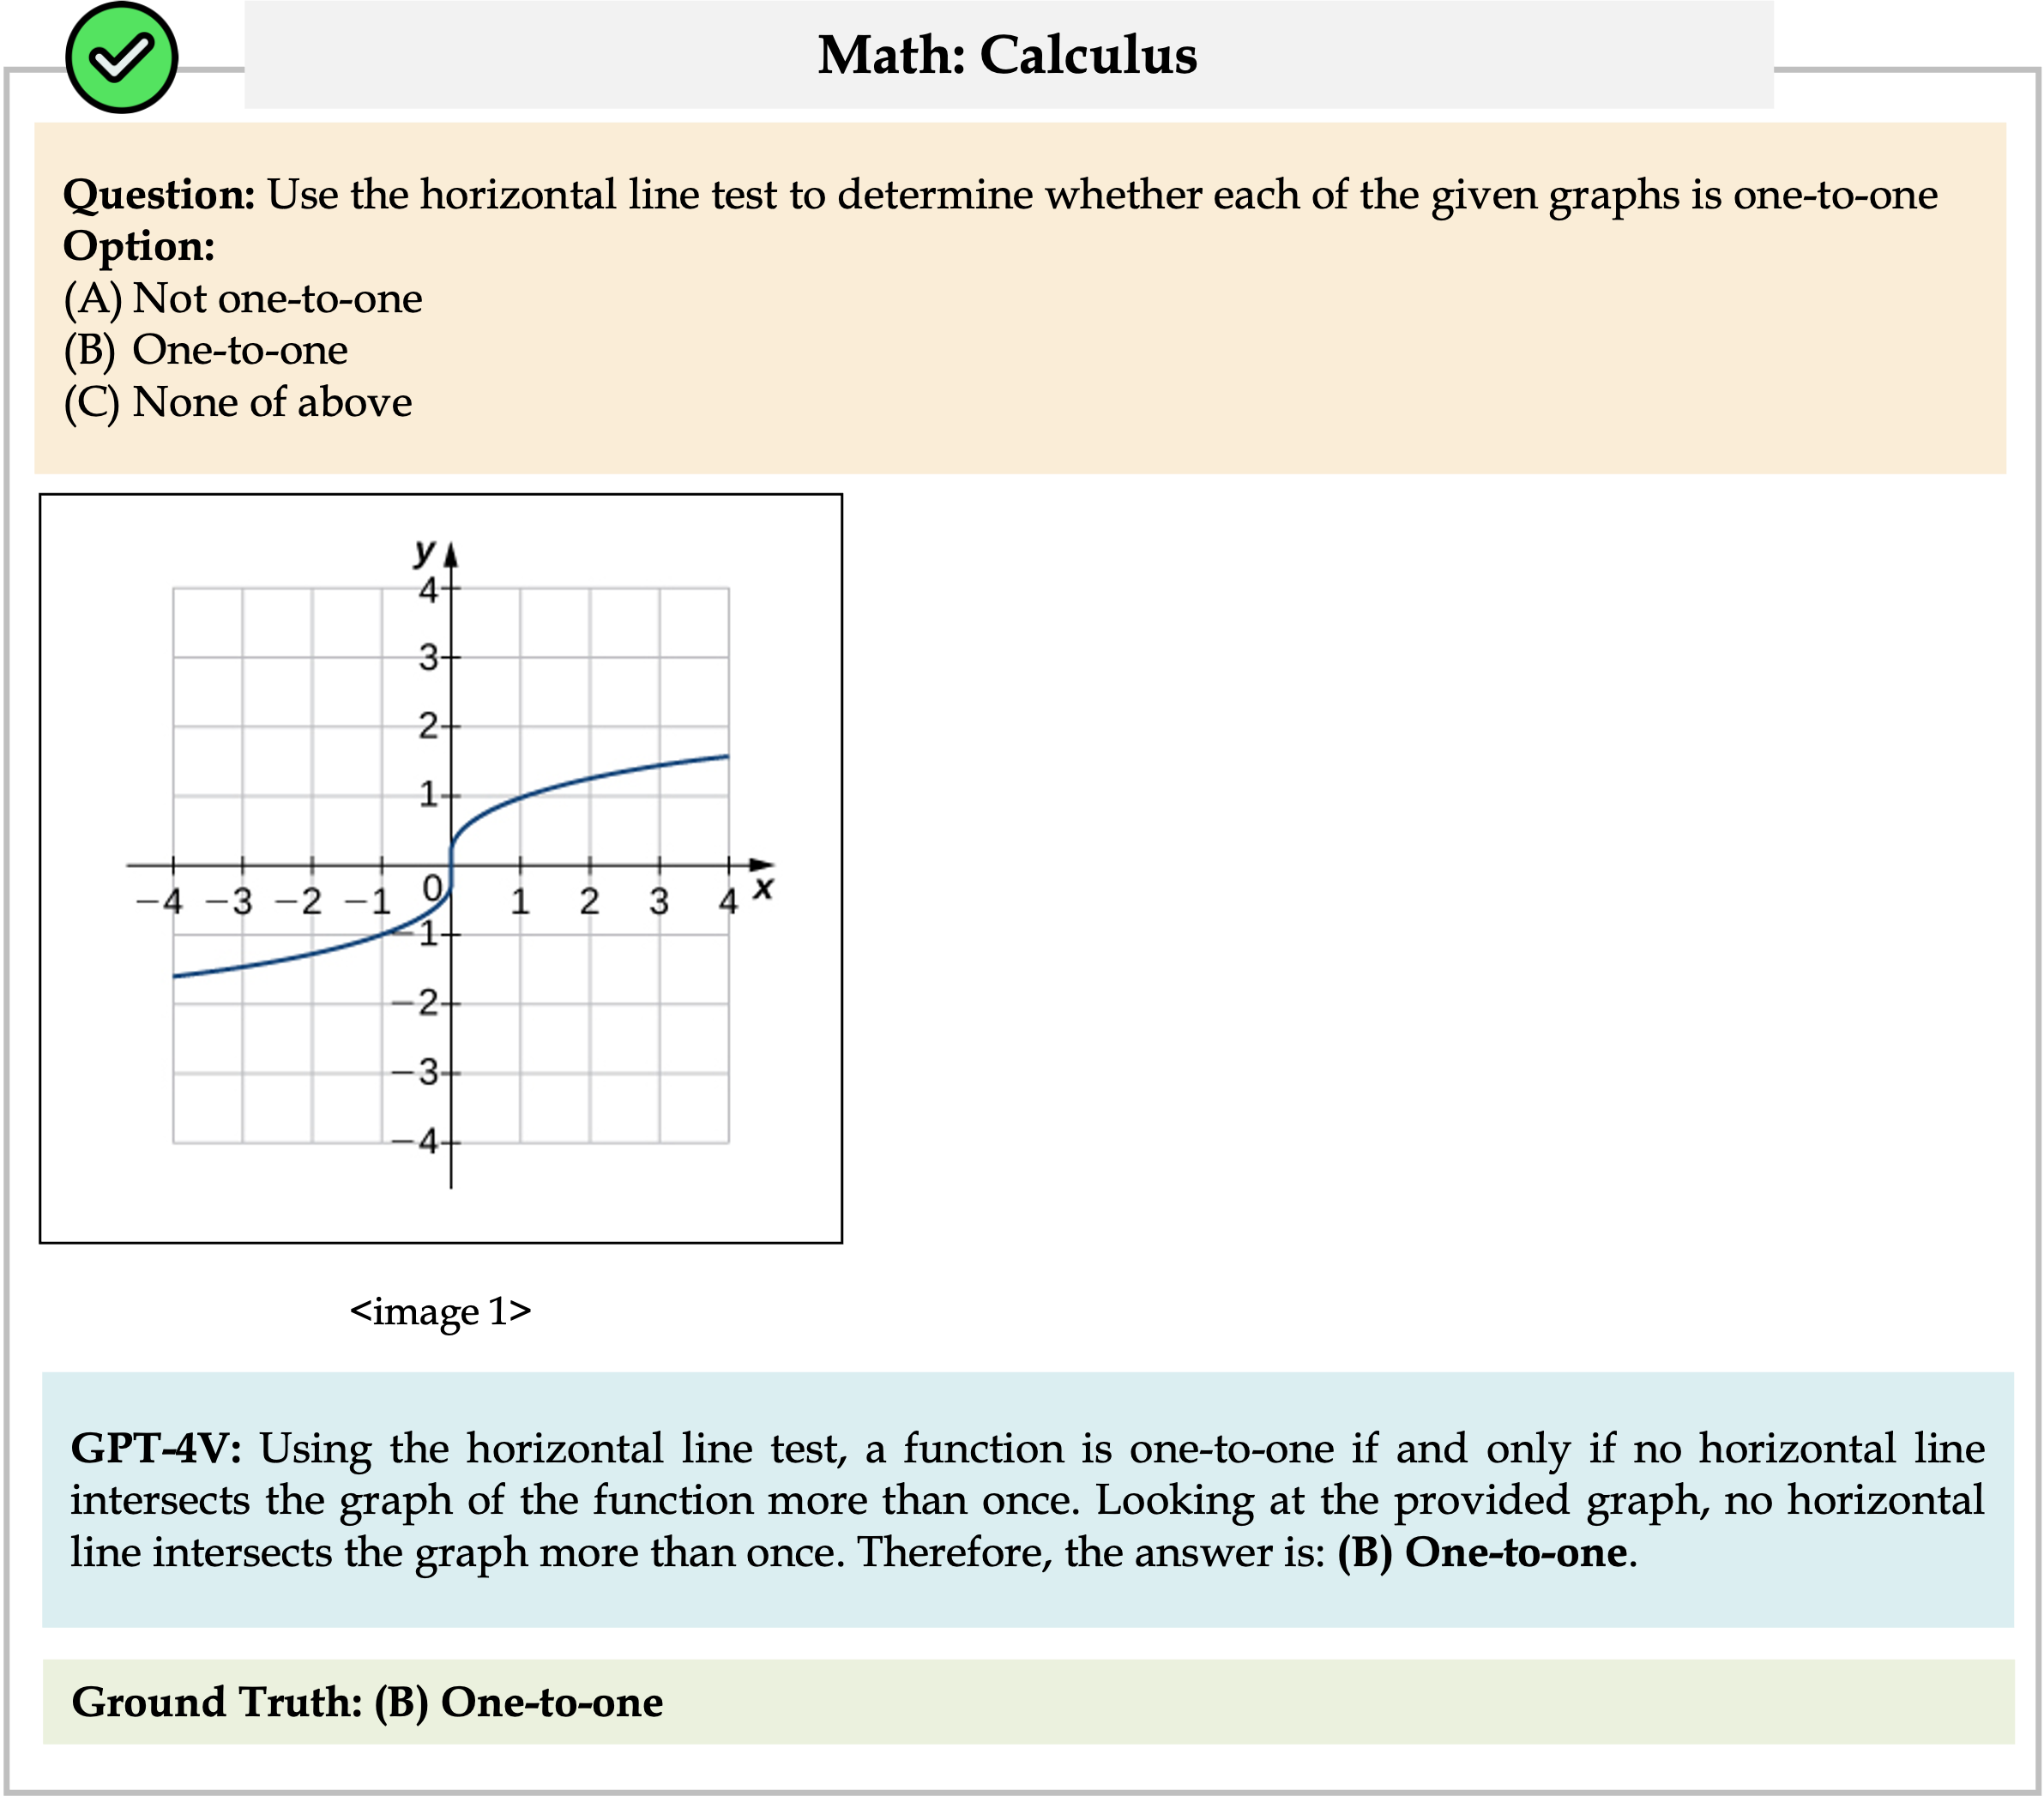 Math: Calculus
Question: Use the horizontal line test to determine whether each of the given graphs is one-to-one
Option:
(A) Not one-to-one
(B) One-to-one
(C) None of above
y
4
3
2
1
−4 −3 −2 −1 0 1 2 3 4 x
−1
−2
−3
−4
<image 1>
GPT-4V: Using the horizontal line test, a function is one-to-one if and only if no horizontal line
intersects the graph of the function more than once. Looking at the provided graph, no horizontal
line intersects the graph more than once. Therefore, the answer is: (B) One-to-one.
Ground Truth: (B) One-to-one